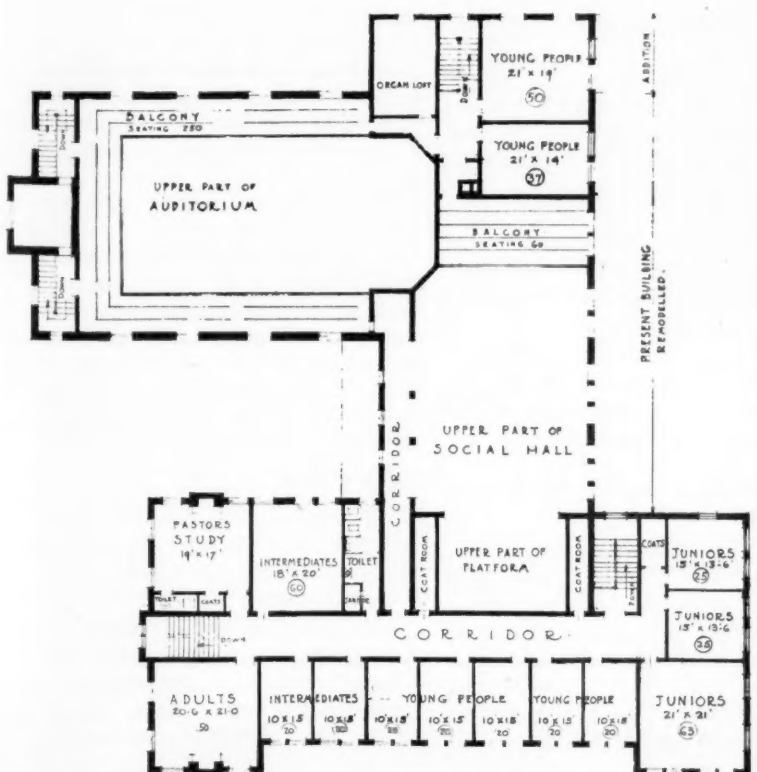 ORGAN LOFT
DOWN
YOUNG PEOPLE
21' X 19'
50
ADDITION
YOUNG PEOPLE
21' X 14'
37
BALCONY
SEATING 250
DOWN
UPPER PART OF
AUDITORIUM
BALCONY
SEATING 60
DOWN
PRESENT BUILDING
REMODELLED.
CORRIDOR
UPPER PART OF
SOCIAL HALL
PASTORS
STUDY
19' X 17'
TOILET
COATS
INTERMEDIATES
18' X 20'
60
TOILET
COAT ROOM
UPPER PART OF
PLATFORM
COAT ROOM
DOWN
COATS
JUNIORS
15' X 13'-6"
25
JUNIORS
15' X 13'-6
25
DOWN
CORRIDOR
ADULTS
20-6 X 21-0
50
INTERMEDIATES
10 X 15
20
10 X 15'
YOUNG PEOPLE
10' X 15'
20
10' X 15'
20
10' X 15'
20
YOUNG PEOPLE
10 X 15'
20
10' X 15'
20
JUNIORS
21' X 21'
63